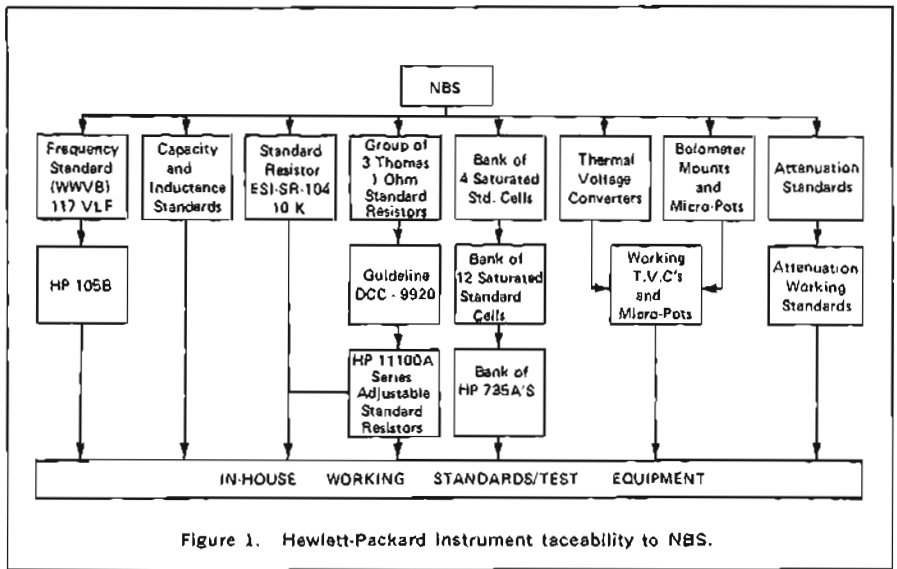 NBS
Frequency
Standard
(WWVB)
117 VLF
Capacity
and
Inductance
Standards
Standard
Resistor
ESI-SR-104
10 K
Group of
3 Thomas
1 Ohm
Standard
Resistors
Bank of
4 Saturated
Std. Cells
Thermal
Voltage
Converters
Bolometer
Mounts
and
Micro-Pots
Attenuation
Standards
HP 105B
Guideline
DCC - 9920
Bank of
12 Saturated
Standard
Cells
Working
T.V.C's
and
Micro-Pots
Attenuation
Working
Standards
HP 11100A
Series
Adjustable
Standard
Resistors
Bank of
HP 735A'S
IN-HOUSE WORKING STANDARDS/TEST EQUIPMENT
Figure 1. Hewlett-Packard Instrument taceability to NBS.